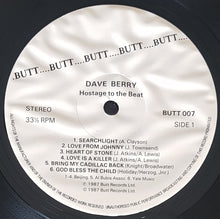 BUTT....BUTT....BUTT....BUTT....BUTT....BUTT
DAVE BERRY
Hostage to the Beat
STEREO
33⅓ RPM
BUTT 007
SIDE 1
1. SEARCHLIGHT (A. Clayson)
2. LOVE FROM JOHNNY (J. Townsend)
3. HEART OF STONE (J. Atkins/A. Lewis)
4. LOVE IS A KILLER (J. Atkins/A. Lewis)
5. BRING MY CADILLAC BACK (Knight/Broadwater)
6. GOD BLESS THE CHILD (Holiday/Herzog, Jnr)
℗ 1987 Butt Records Ltd.
© 1987 Butt Records Ltd.